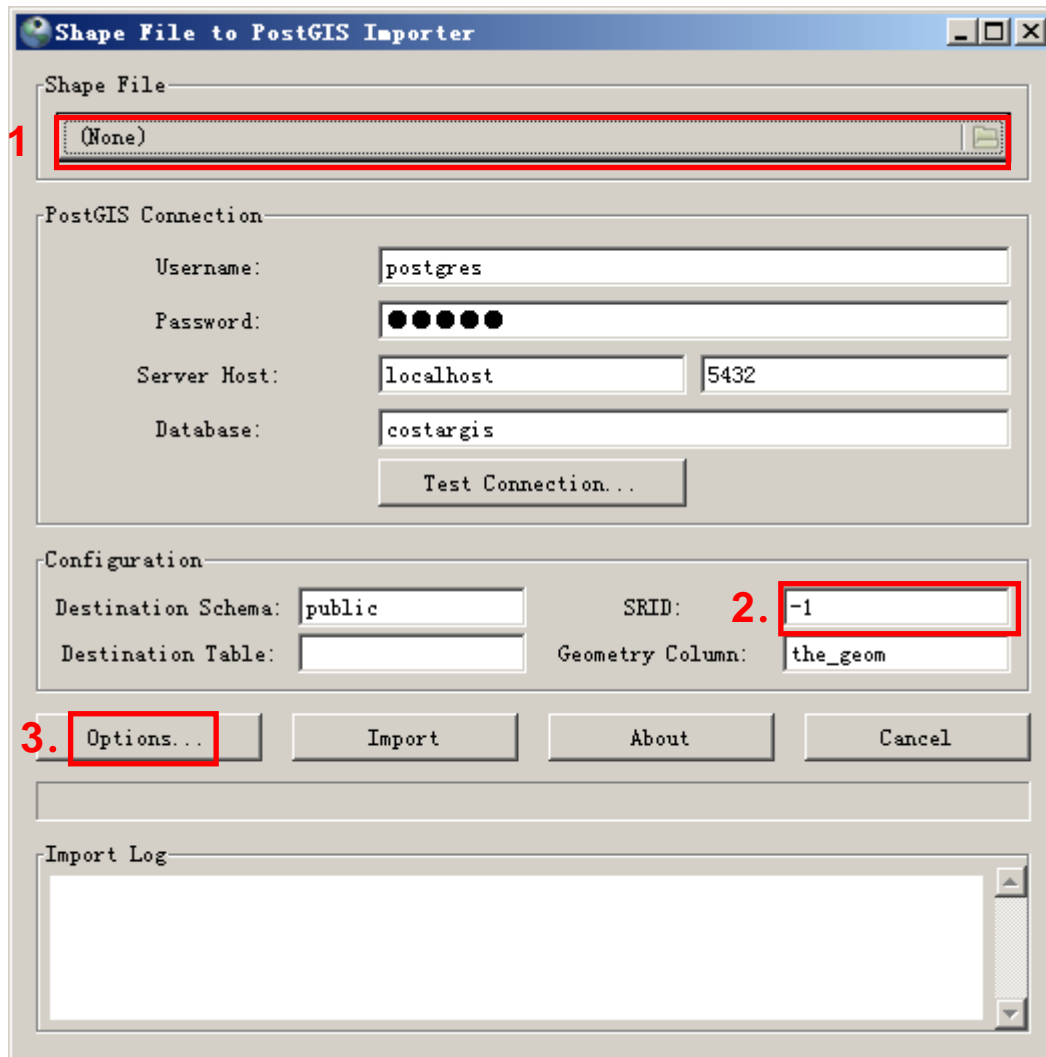 Shape File to PostGIS Importer
Shape File
1
(None)
PostGIS Connection
Username: postgres
Password: ●●●●●
Server Host: localhost 5432
Database: costargis
Test Connection...
Configuration
Destination Schema: public SRID: 2. -1
Destination Table: Geometry Column: the_geom
3. Options... Import About Cancel
Import Log